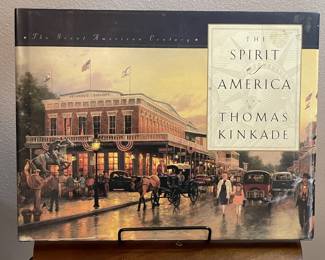 The Great American Century
THE
SPIRIT
of
AMERICA
THOMAS
KINKADE